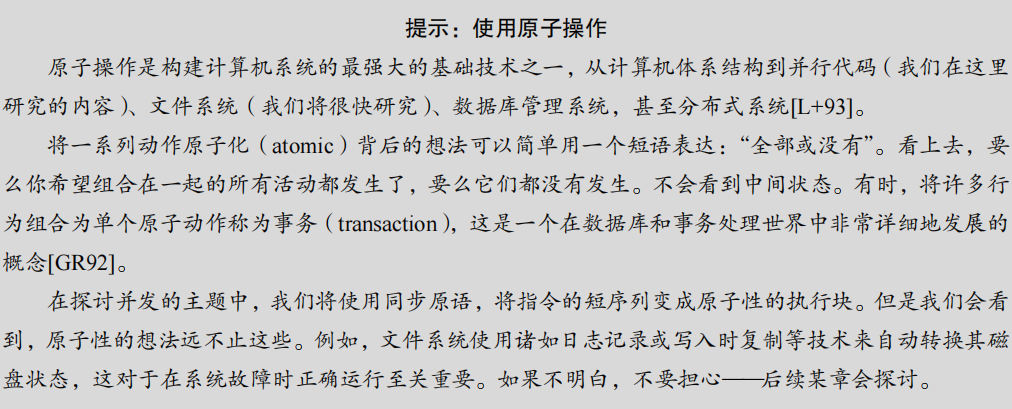 提示：使用原子操作
原子操作是构建计算机系统的最强大的基础技术之一，从计算机体系结构到并行代码（我们在这里
研究的内容）、文件系统（我们将很快研究）、数据库管理系统，甚至分布式系统[L+93]。
将一系列动作原子化（atomic）背后的想法可以简单用一个短语表达：“全部或没有”。看上去，要
么你希望组合在一起的所有活动都发生了，要么它们都没有发生。不会看到中间状态。有时，将许多行
为组合为单个原子动作称为事务（transaction），这是一个在数据库和事务处理世界中非常详细地发展的
概念[GR92]。
在探讨并发的主题中，我们将使用同步原语，将指令的短序列变成原子性的执行块。但是我们会看
到，原子性的想法远不止这些。例如，文件系统使用诸如日志记录或写入时复制等技术来自动转换其磁
盘状态，这对于在系统故障时正确运行至关重要。如果不明白，不要担心——后续某章会探讨。